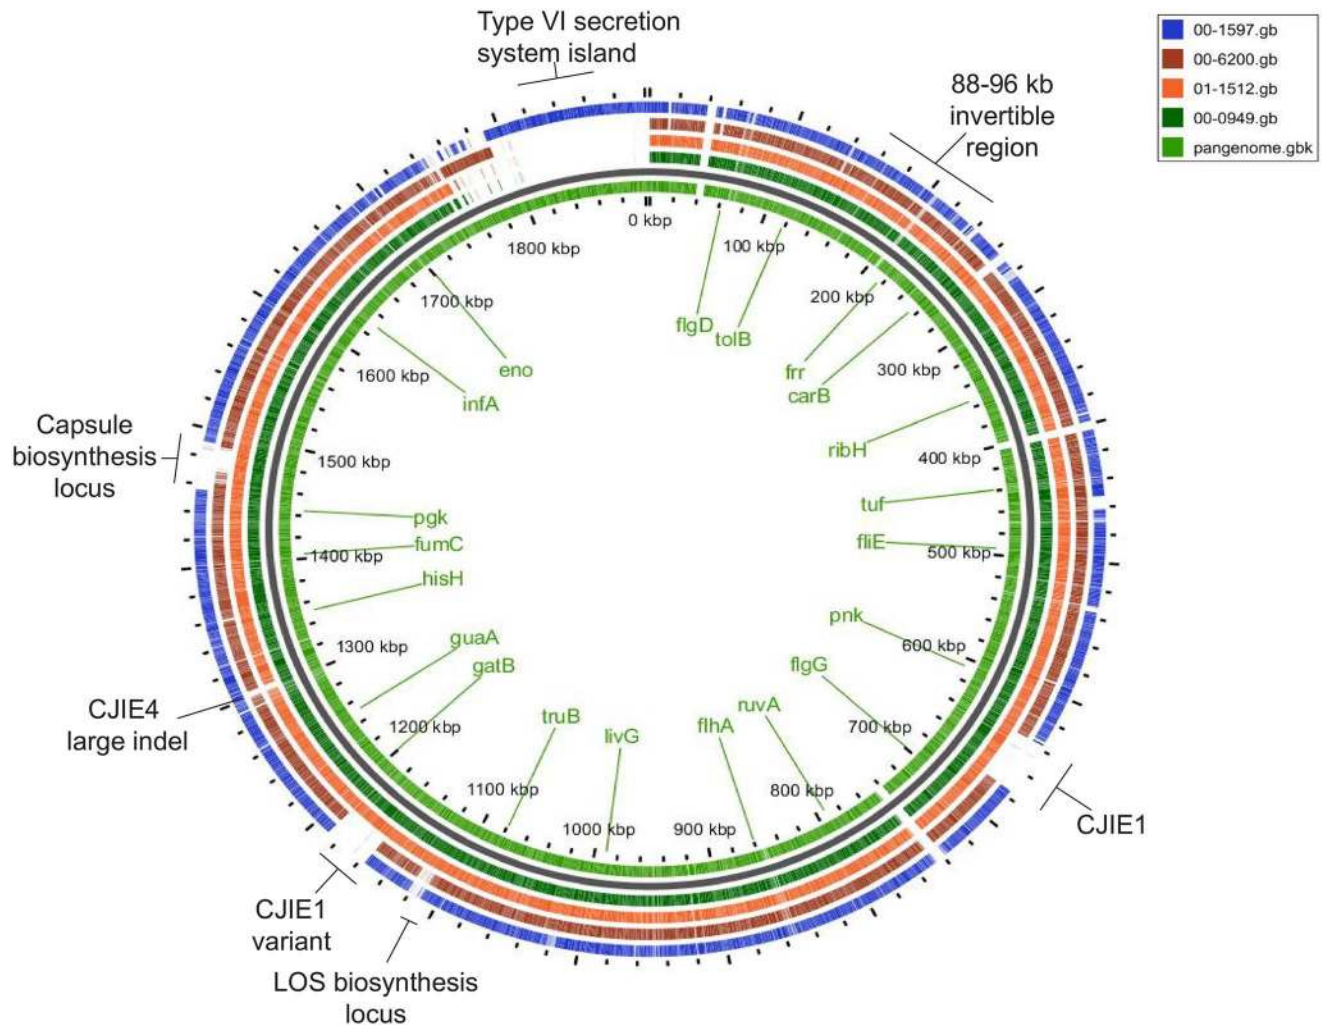 Type VI secretion
system island
00-1597.gb
00-6200.gb
01-1512.gb
00-0949.gb
pangenome.gbk
88-96 kb
invertible
region
0 kbp
100 kbp
200 kbp
300 kbp
400 kbp
500 kbp
600 kbp
700 kbp
800 kbp
900 kbp
1000 kbp
1100 kbp
1200 kbp
1300 kbp
1400 kbp
1500 kbp
1600 kbp
1700 kbp
1800 kbp
flgD
tolB
frr
carB
ribH
tuf
fliE
pnk
flgG
ruvA
flhA
livG
truB
gatB
guaA
hisH
fumC
pgk
infA
eno
Capsule
biosynthesis
locus
CJIE4
large indel
CJIE1
variant
LOS biosynthesis
locus
CJIE1